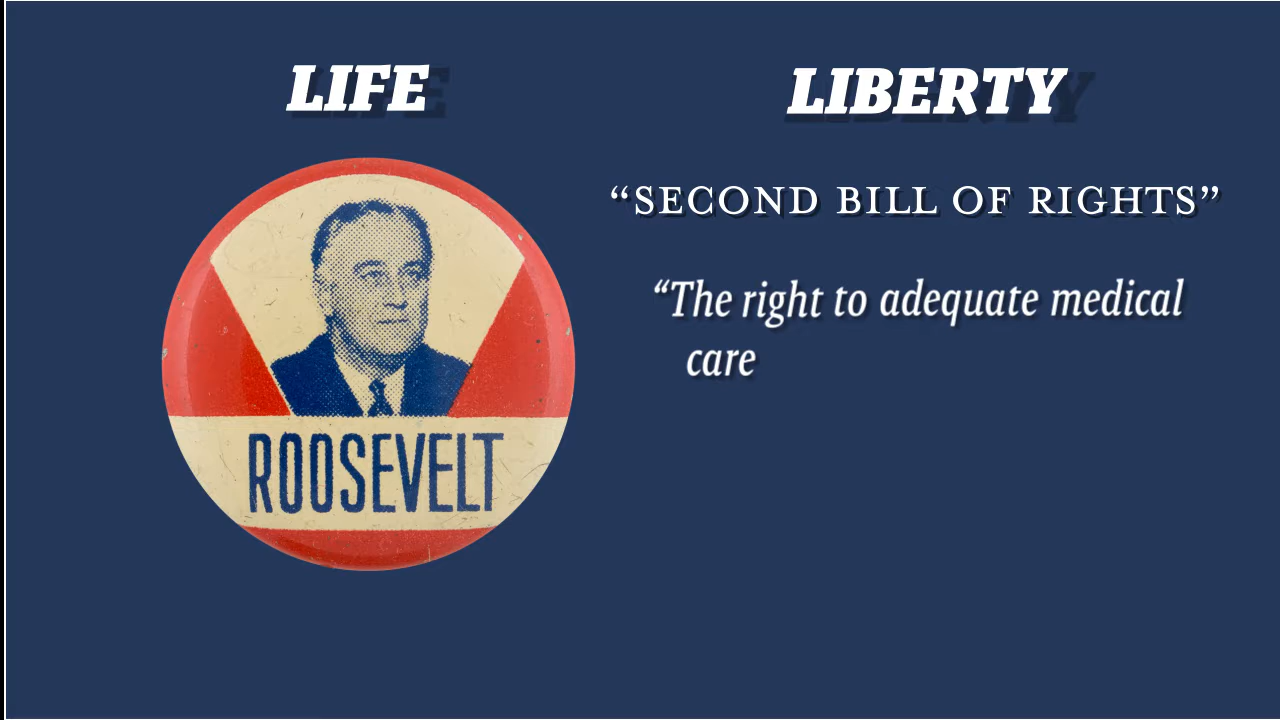 LIFE
LIBERTY
“SECOND BILL OF RIGHTS”
“The right to adequate medical
care
ROOSEVELT